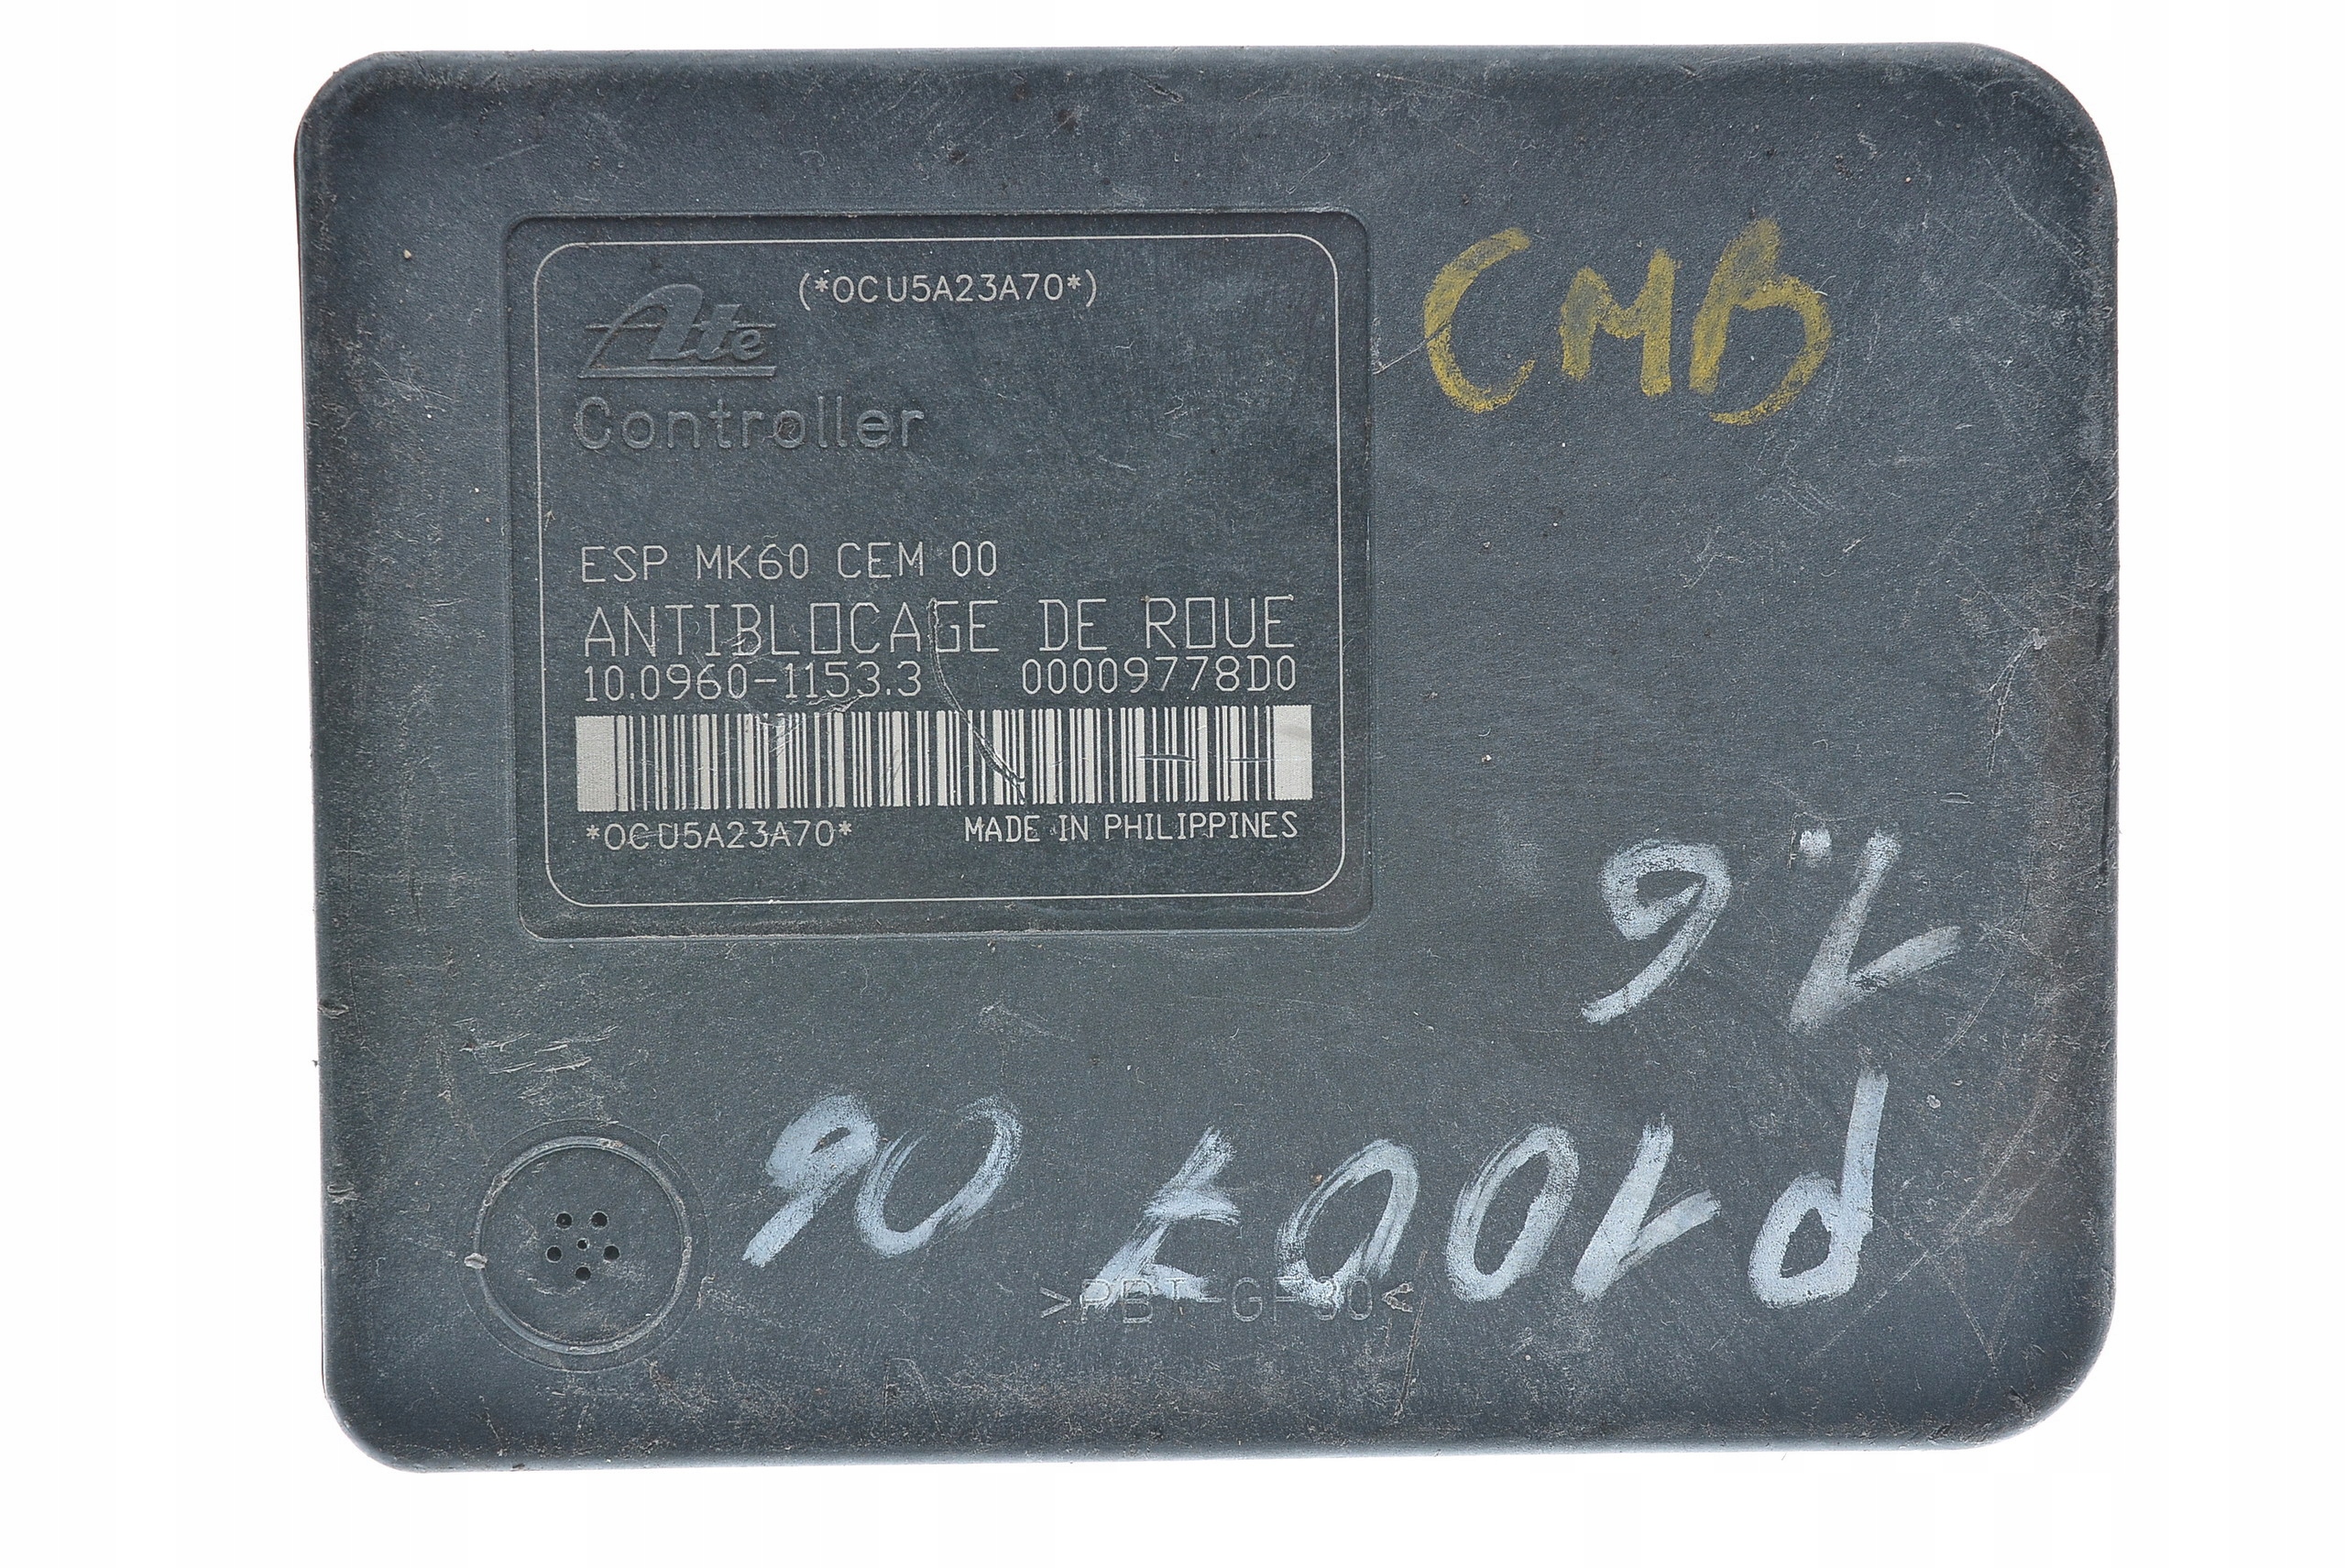 (*OCU5A23A70*)
Ate
Controller
CMB
ESP MK60 CEM 00
ANTIBLOCAGE DE ROUE
10.0960-1153.3 00009778D0
*OCU5A23A70*
MADE IN PHILIPPINES
1.6
P1007 06
>PBT-GF30<